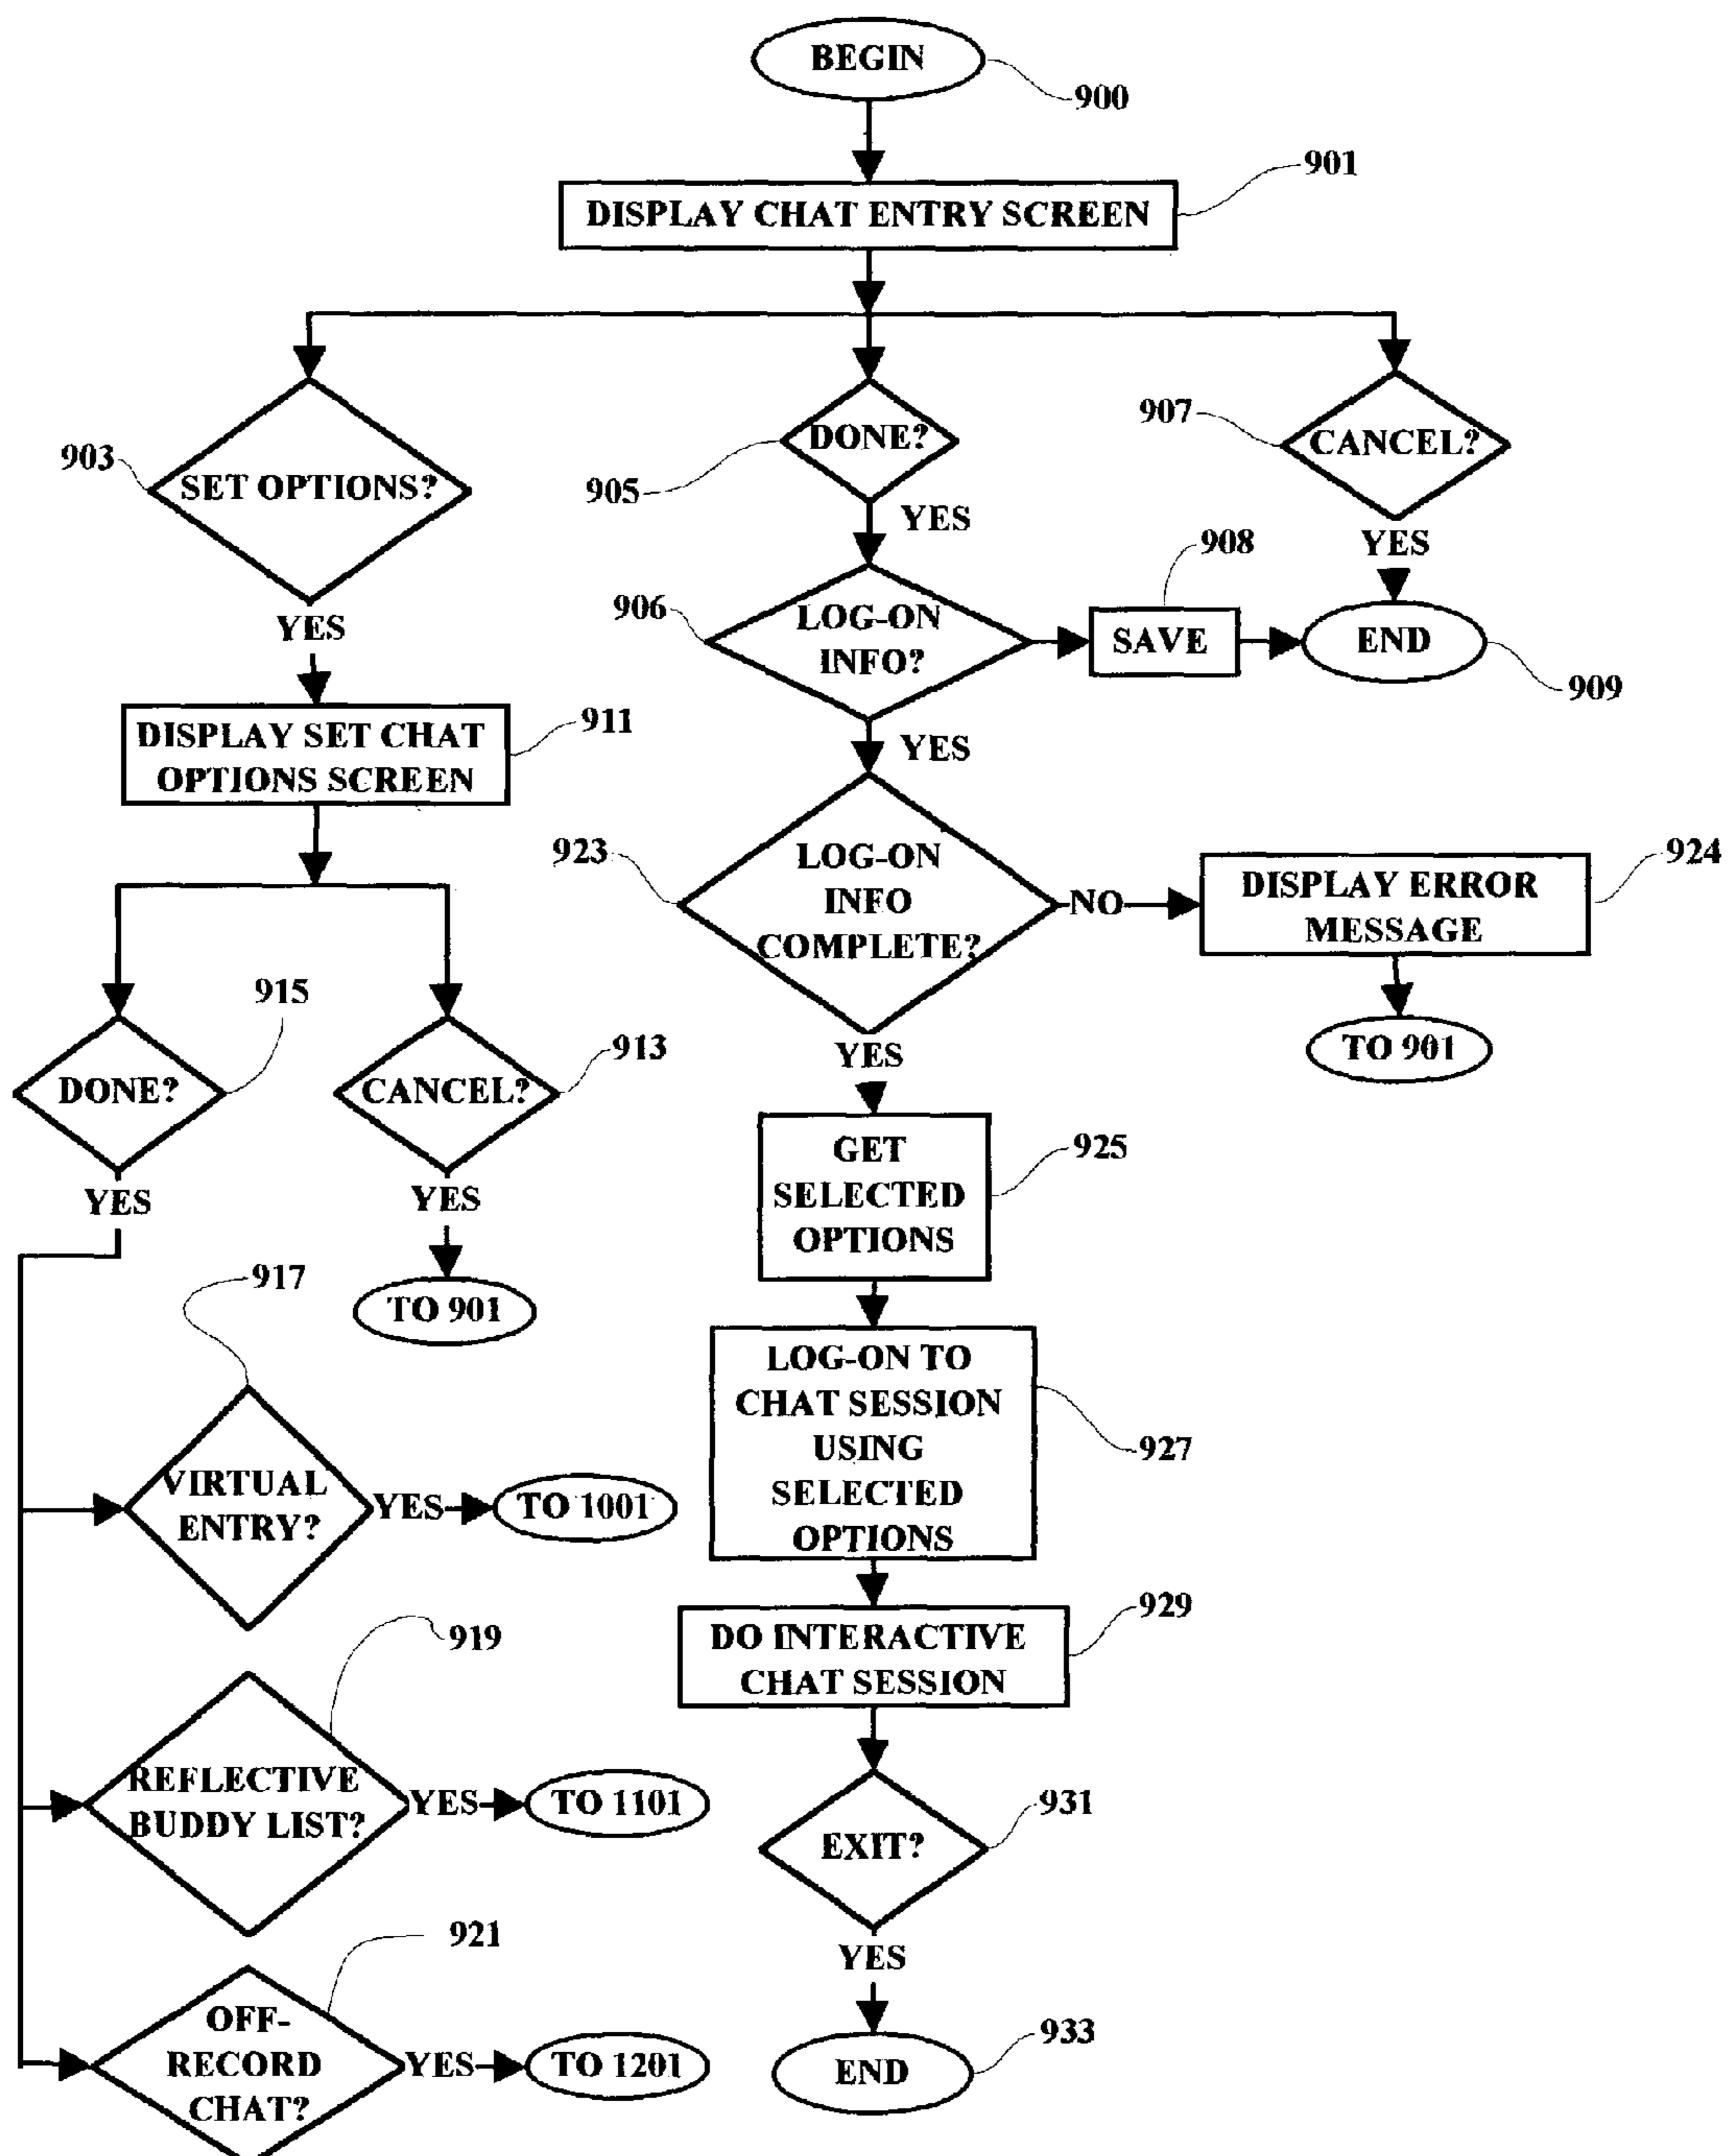 BEGIN
900
901
DISPLAY CHAT ENTRY SCREEN
903
SET OPTIONS?
YES
905
DONE?
YES
907
CANCEL?
YES
906
LOG-ON
INFO?
YES
908
SAVE
END
909
911
DISPLAY SET CHAT
OPTIONS SCREEN
915
DONE?
YES
913
CANCEL?
YES
TO 901
923
LOG-ON
INFO
COMPLETE?
NO
924
DISPLAY ERROR
MESSAGE
TO 901
YES
925
GET
SELECTED
OPTIONS
917
VIRTUAL
ENTRY?
YES
TO 1001
927
LOG-ON TO
CHAT SESSION
USING
SELECTED
OPTIONS
919
REFLECTIVE
BUDDY LIST?
YES
TO 1101
929
DO INTERACTIVE
CHAT SESSION
931
EXIT?
YES
921
OFF-
RECORD
CHAT?
YES
TO 1201
933
END